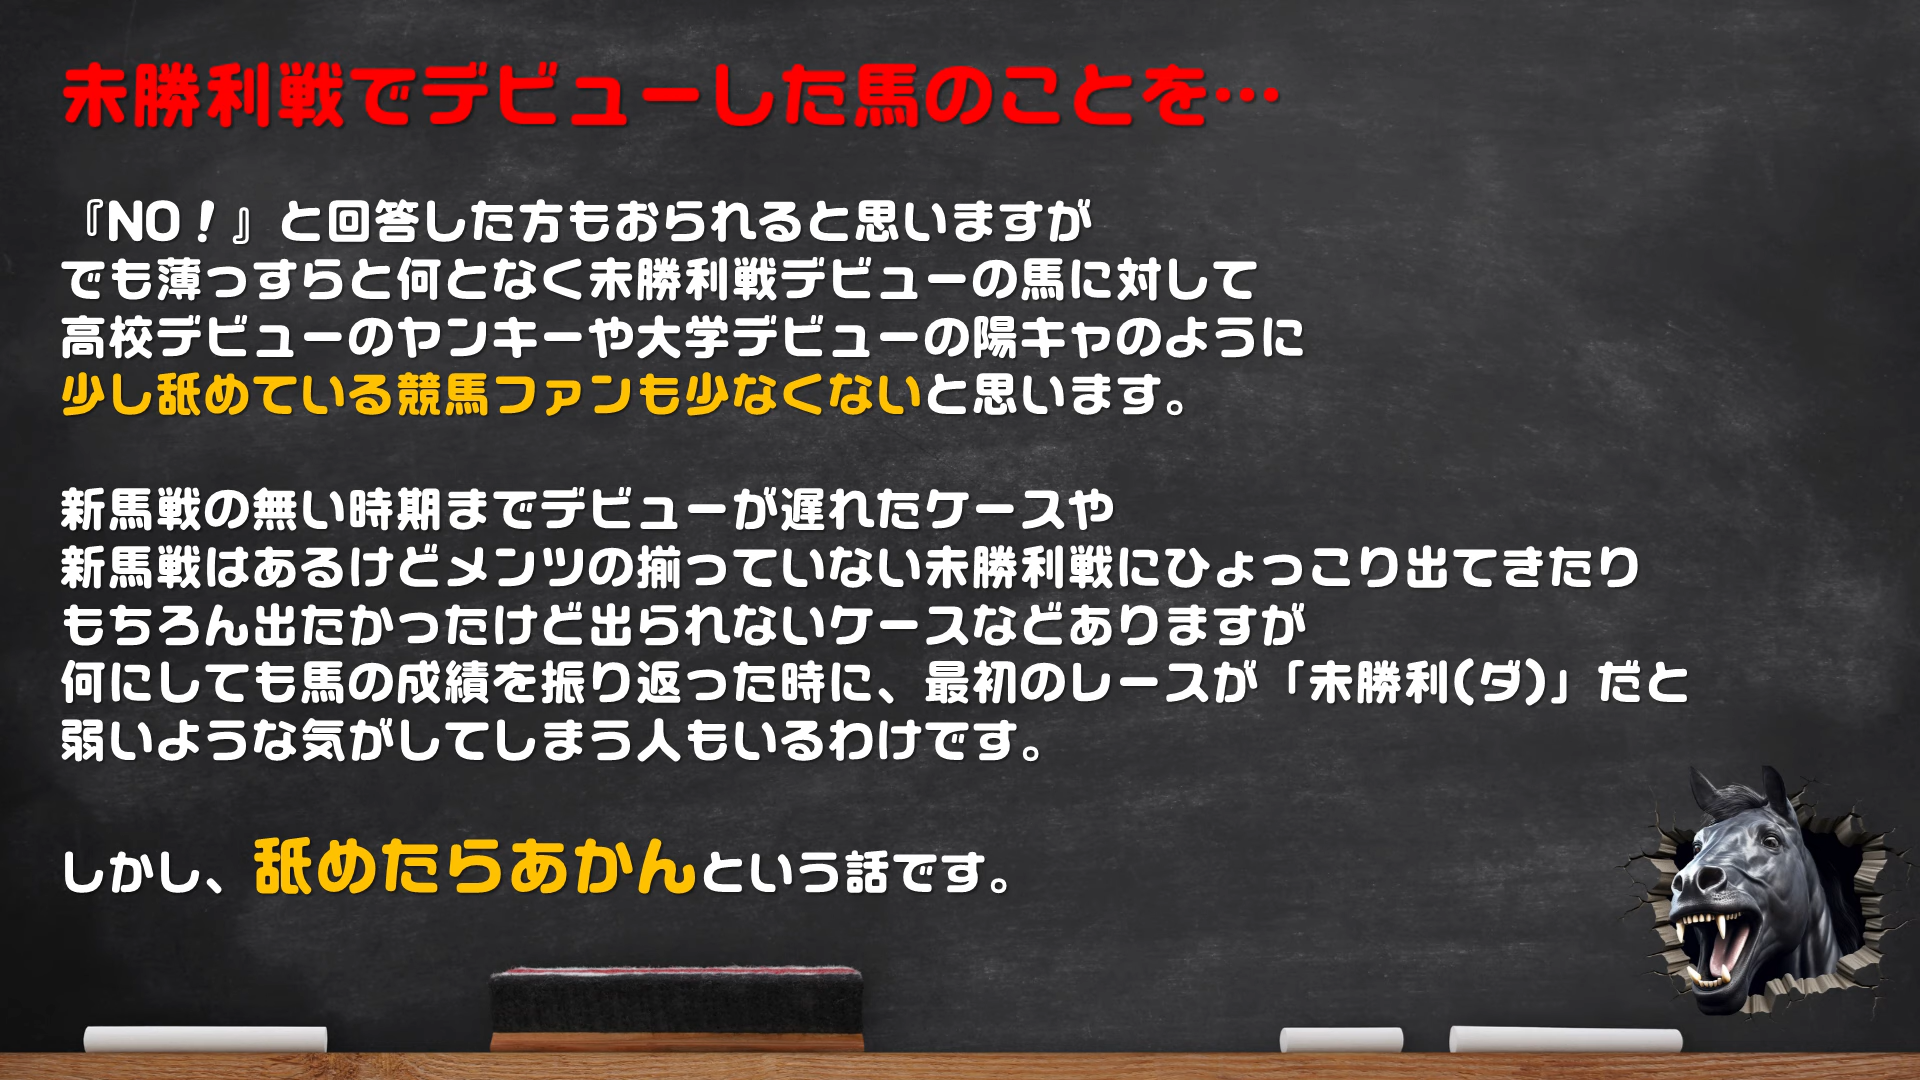 未勝利戦でデビューした馬のことを…
『NO！』と回答した方もおられると思いますが
でも薄っすらと何となく未勝利戦デビューの馬に対して
高校デビューのヤンキーや大学デビューの陽キャのように
少し舐めている競馬ファンも少なくないと思います。
新馬戦の無い時期までデビューが遅れたケースや
新馬戦はあるけどメンツの揃っていない未勝利戦にひょっこり出てきたり
もちろん出たかったけど出られないケースなどありますが
何にしても馬の成績を振り返った時に、最初のレースが「未勝利(ダ)」だと
弱いような気がしてしまう人もいるわけです。
しかし、舐めたらあかんという話です。